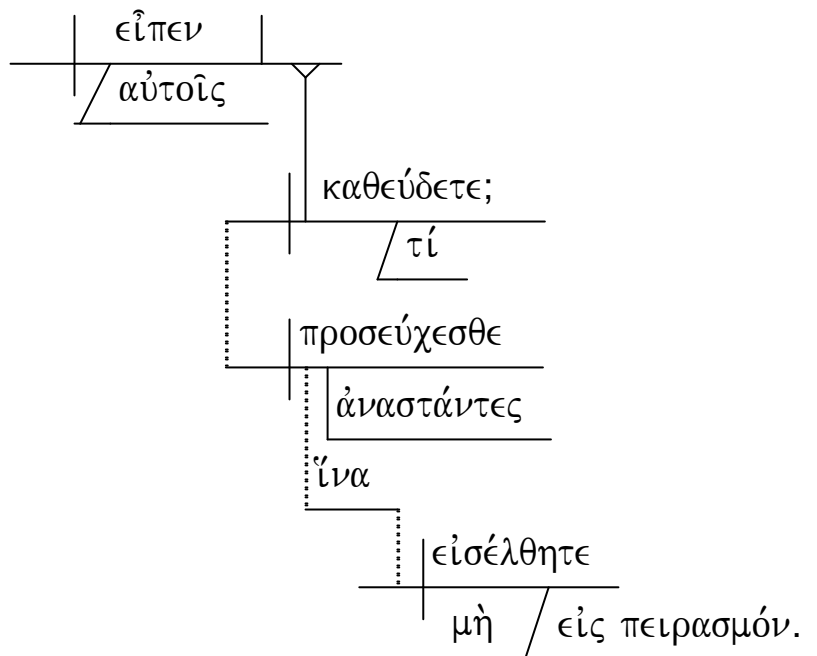 εἶπεν
αὐτοῖς
καθεύδετε;
τί
προσεύχεσθε
ἀναστάντες
ἵνα
εἰσέλθητε
μὴ εἰς πειρασμόν.